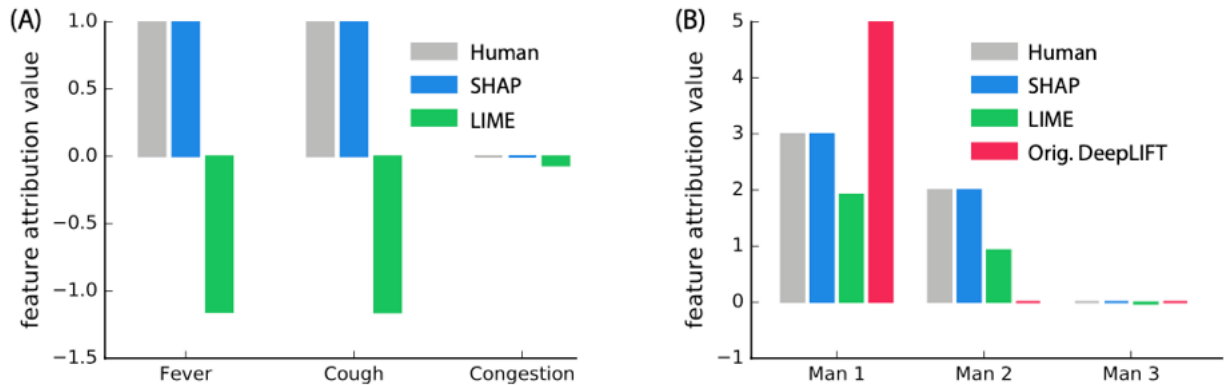 (A)
feature attribution value
1.0
0.5
0.0
−0.5
−1.0
−1.5
Human
SHAP
LIME
Fever
Cough
Congestion
(B)
feature attribution value
5
4
3
2
1
0
−1
Human
SHAP
LIME
Orig. DeepLIFT
Man 1
Man 2
Man 3